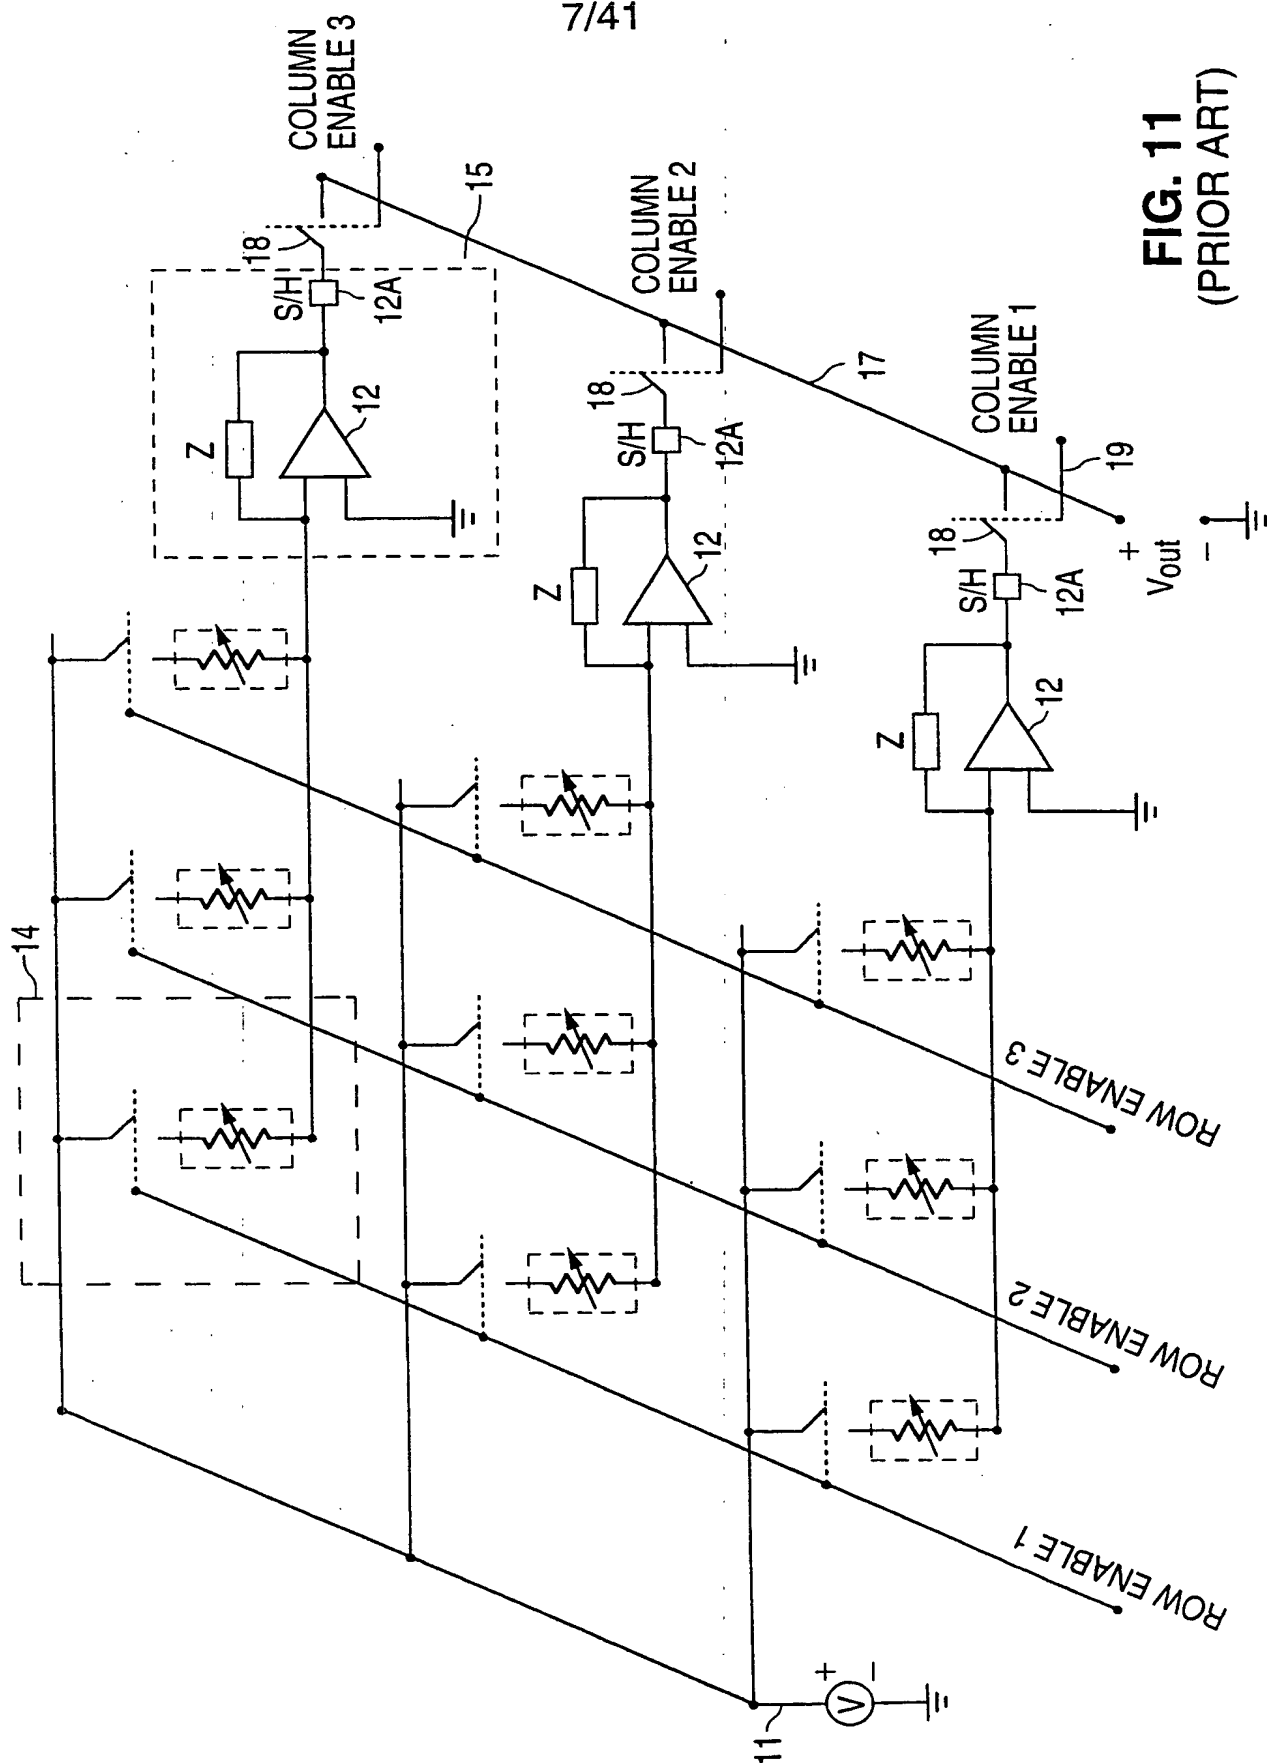 7/41
COLUMN
ENABLE 3
15
18
S/H
12A
Z
12
14
COLUMN
ENABLE 2
18
S/H
12A
Z
12
17
COLUMN
ENABLE 1
19
18
S/H
12A
Z
12
+
Vout
−
ROW ENABLE 3
ROW ENABLE 2
ROW ENABLE 1
11
V
+
−
FIG. 11
(PRIOR ART)